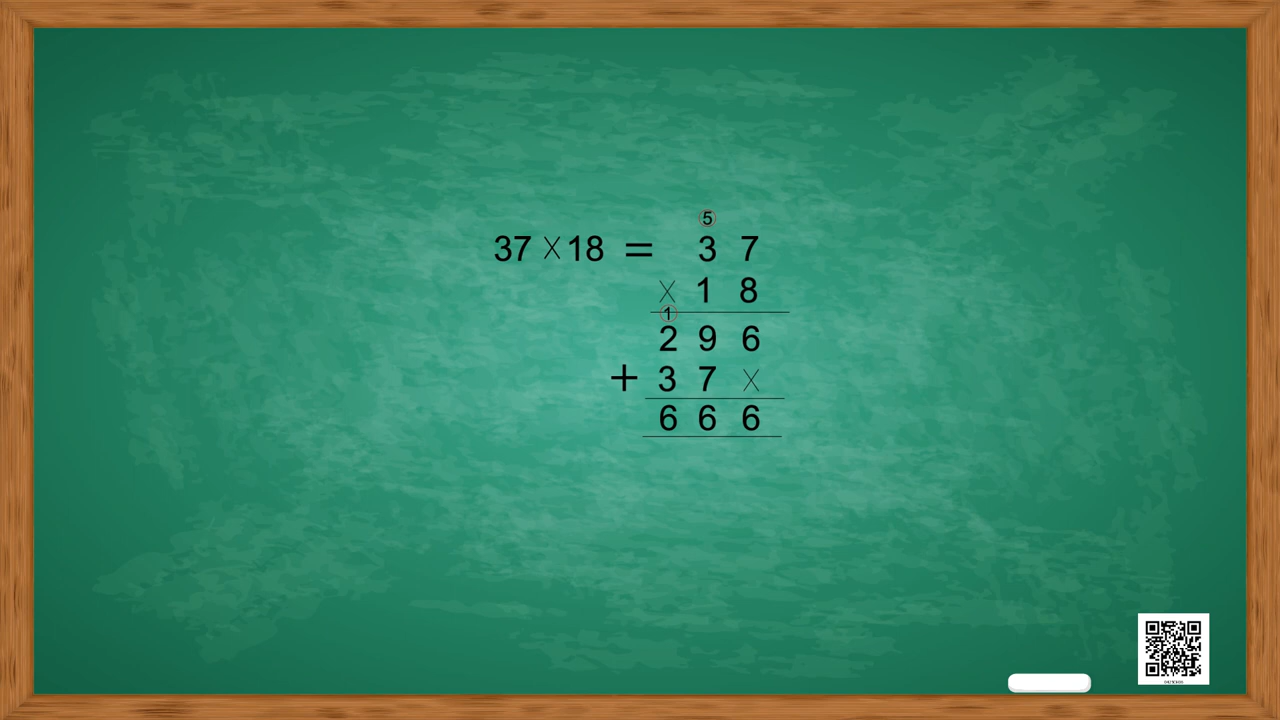 5
37 × 18 = 3 7
× 1 8
1
2 9 6
+ 3 7 ×
6 6 6